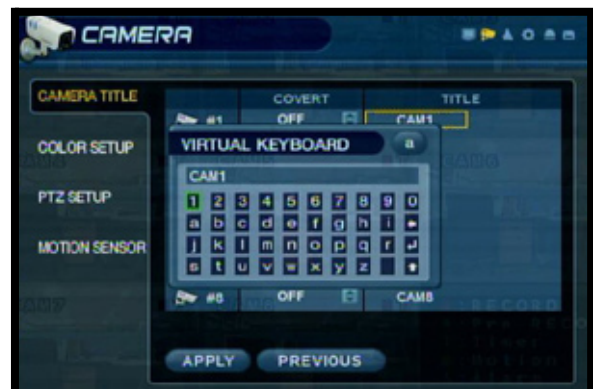 CAMERA
CAMERA TITLE
COVERT TITLE
#1 OFF CAM1
COLOR SETUP
VIRTUAL KEYBOARD a
CAM1
PTZ SETUP
1 2 3 4 5 6 7 8 9 0
a b c d e f g h i
MOTION SENSOR
j k l m n o p q r
s t u v w x y z
#8 OFF CAM8
RECORD
APPLY PREVIOUS